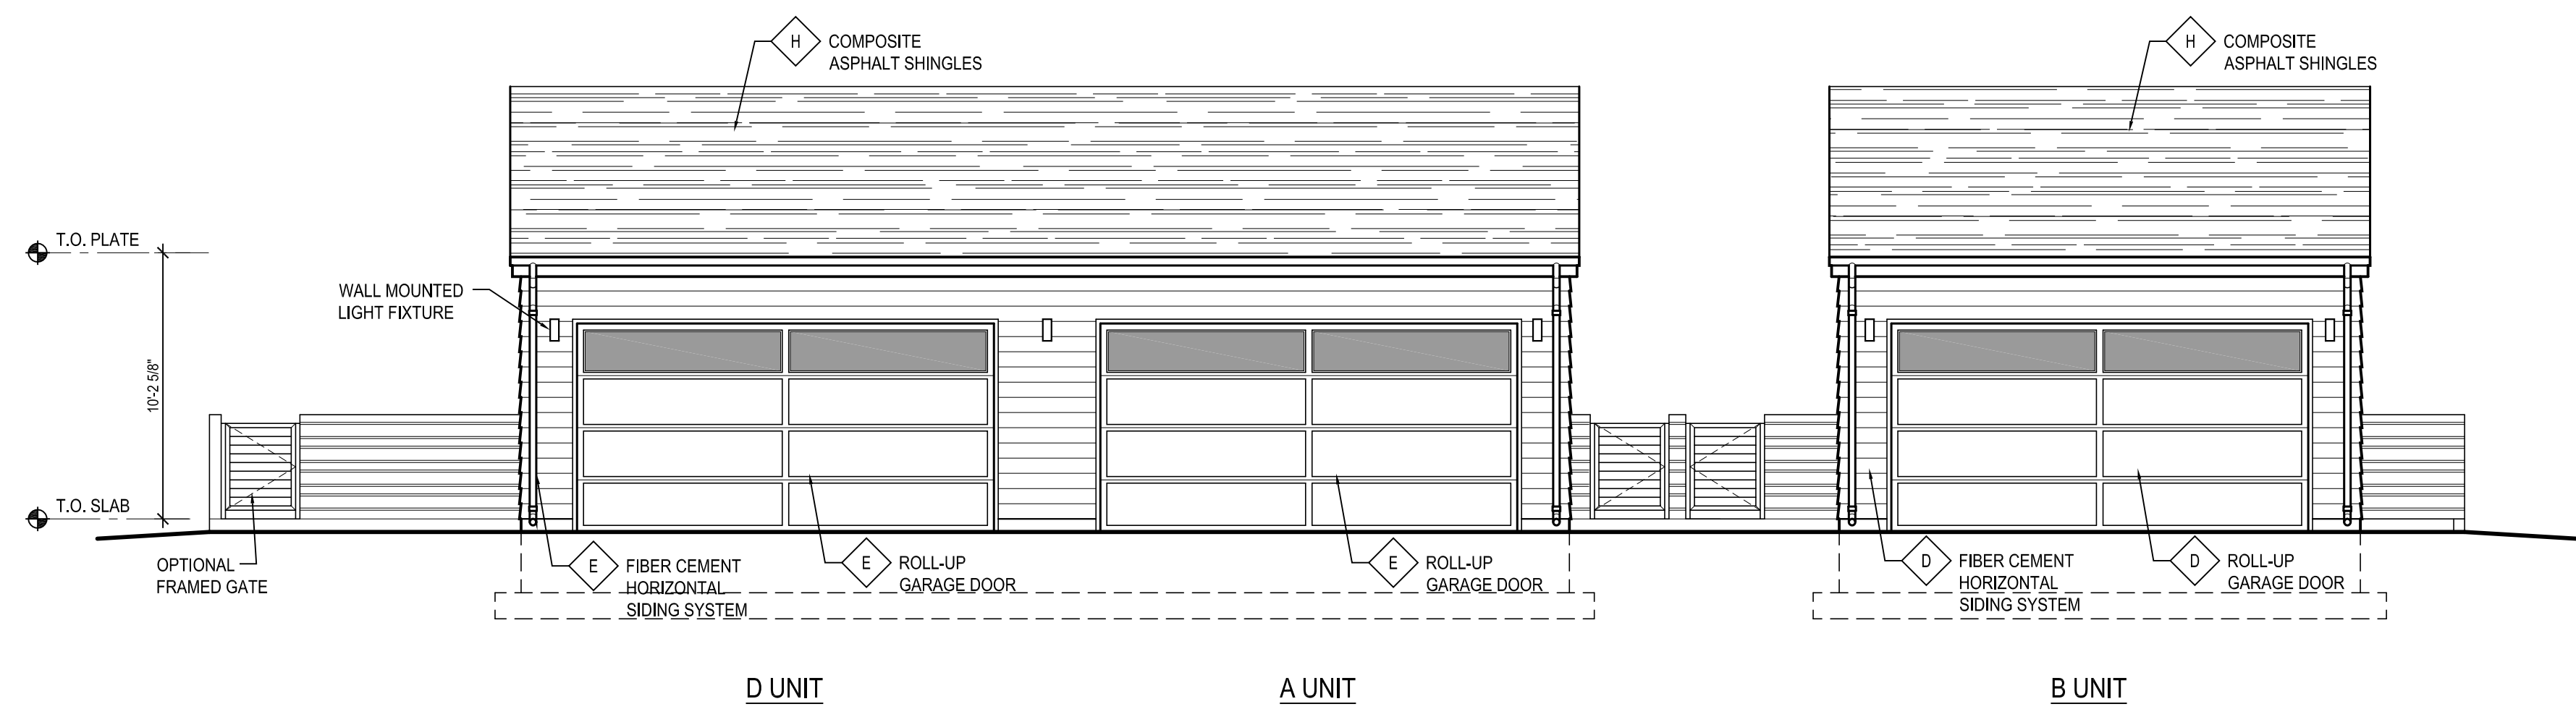 H
COMPOSITE
ASPHALT SHINGLES
H
COMPOSITE
ASPHALT SHINGLES
T.O. PLATE
WALL MOUNTED
LIGHT FIXTURE
10'-2 5/8"
T.O. SLAB
OPTIONAL
FRAMED GATE
E
FIBER CEMENT
HORIZONTAL
SIDING SYSTEM
E
ROLL-UP
GARAGE DOOR
E
ROLL-UP
GARAGE DOOR
D
FIBER CEMENT
HORIZONTAL
SIDING SYSTEM
D
ROLL-UP
GARAGE DOOR
D UNIT
A UNIT
B UNIT